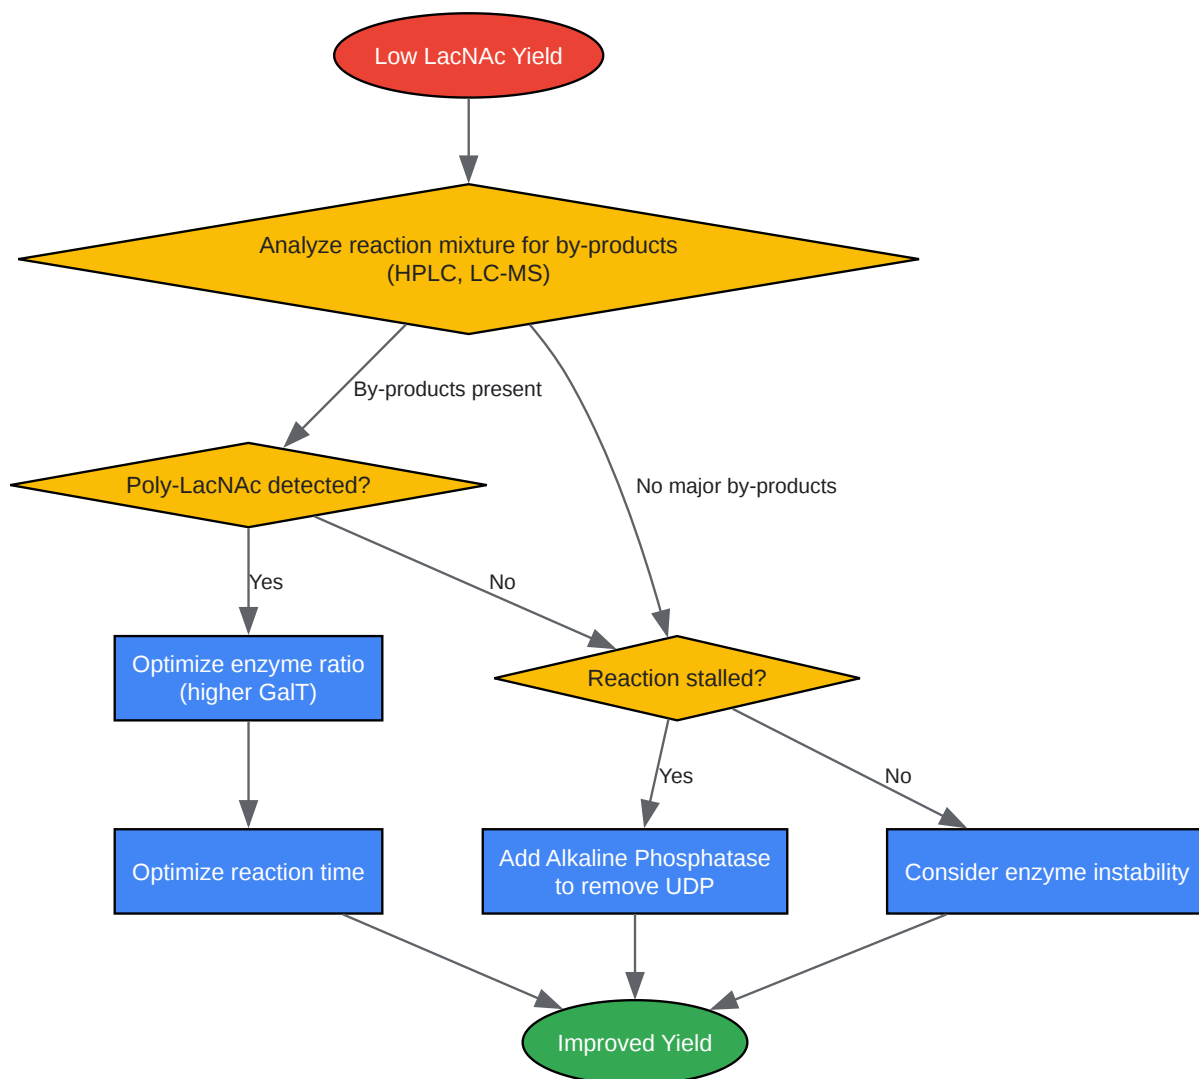 Low LacNAc Yield
Analyze reaction mixture for by-products
(HPLC, LC-MS)
By-products present
No major by-products
Poly-LacNAc detected?
Yes
No
Optimize enzyme ratio
(higher GalT)
Reaction stalled?
Yes
No
Optimize reaction time
Add Alkaline Phosphatase
to remove UDP
Consider enzyme instability
Improved Yield